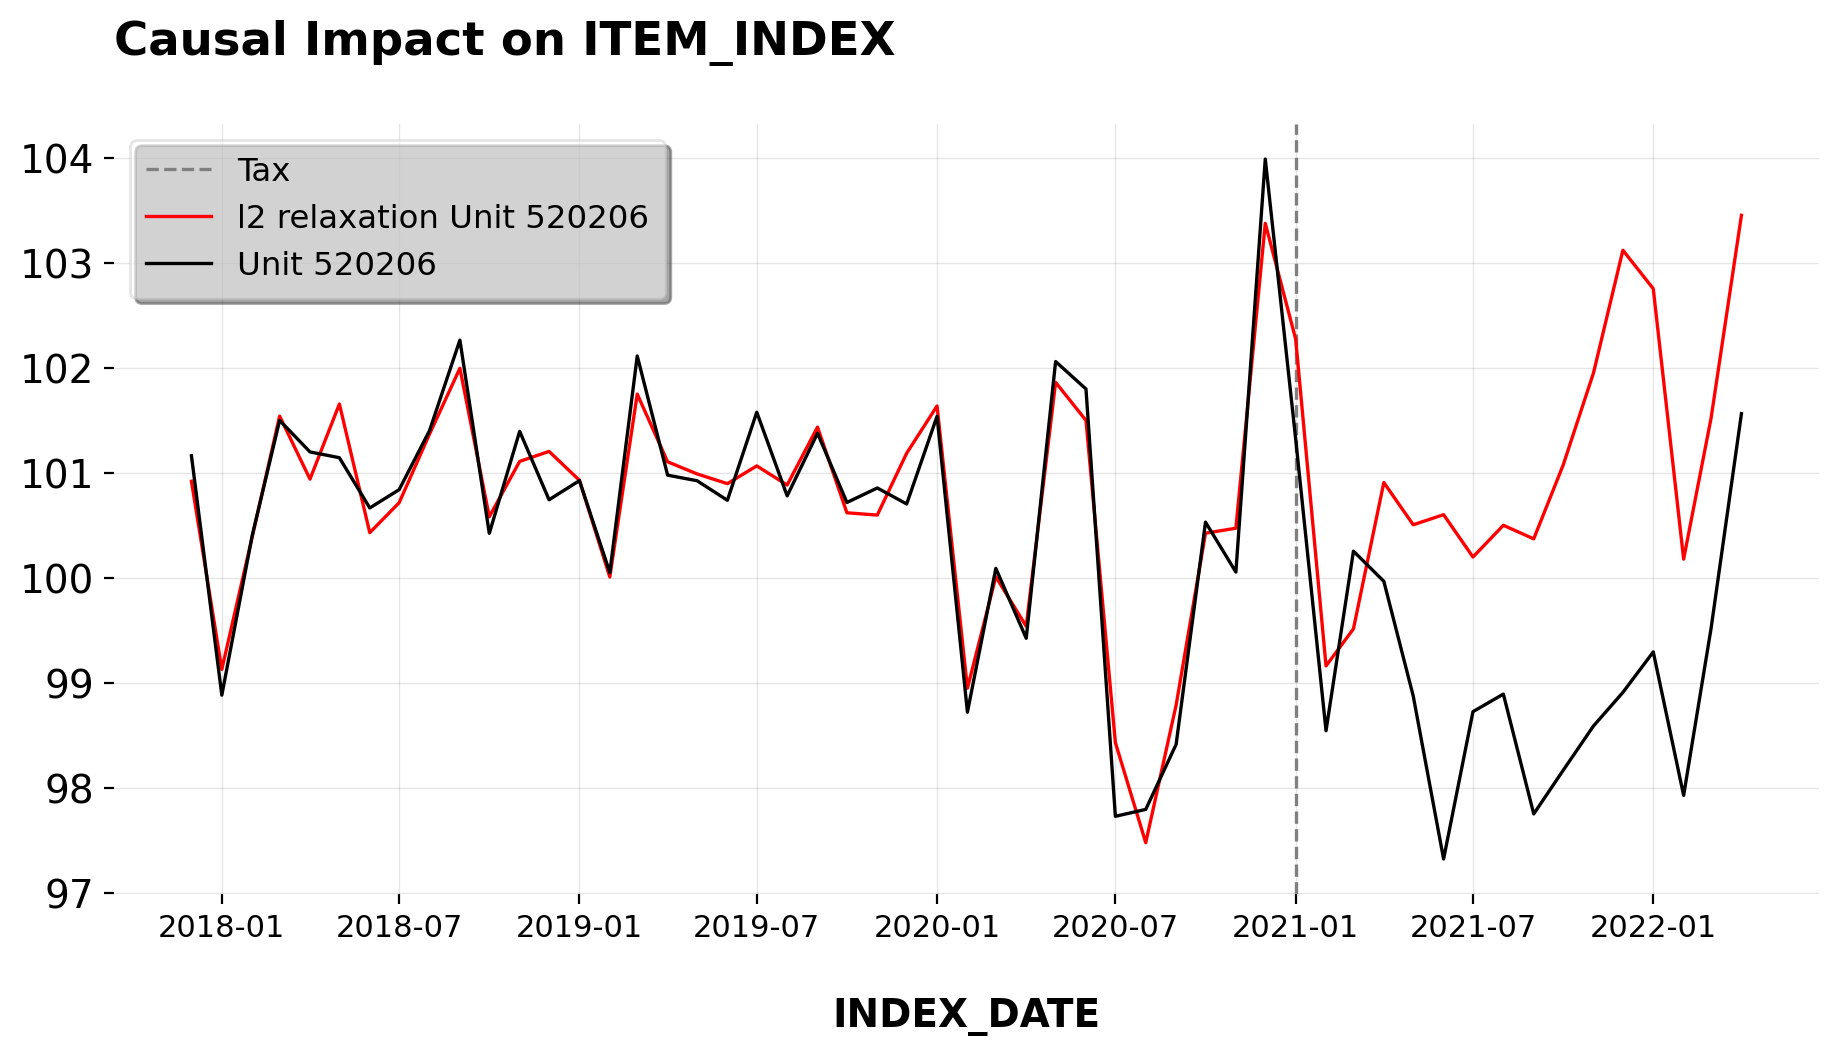 Causal Impact on ITEM_INDEX
Tax
l2 relaxation Unit 520206
Unit 520206
104
103
102
101
100
99
98
97
2018-01 2018-07 2019-01 2019-07 2020-01 2020-07 2021-01 2021-07 2022-01
INDEX_DATE